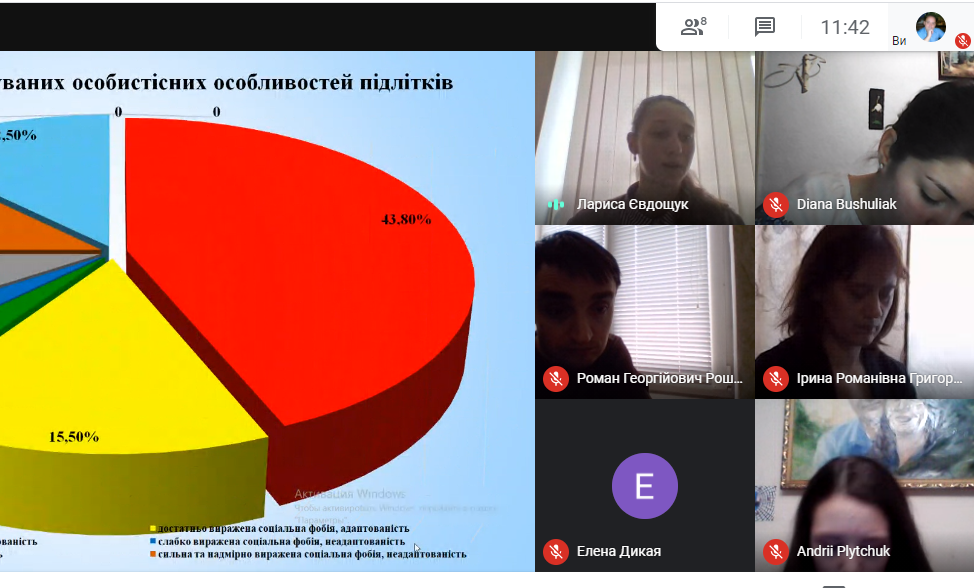 8
11:42
Ви
уваних особистісних особливостей підлітків
0
0
,50%
43,80%
15,50%
Активация Windows
Чтобы активировать Windows, перейдите в раздел
"Параметры".
достатньо виражена соціальна фобія, адаптованість
ованість
слабко виражена соціальна фобія, неадаптованість
ь
сильна та надмірно виражена соціальна фобія, неадаптованість
Лариса Євдощук
Diana Bushuliak
Роман Георгійович Рош...
Ірина Романівна Григор...
E
Елена Дикая
Andrii Plytchuk